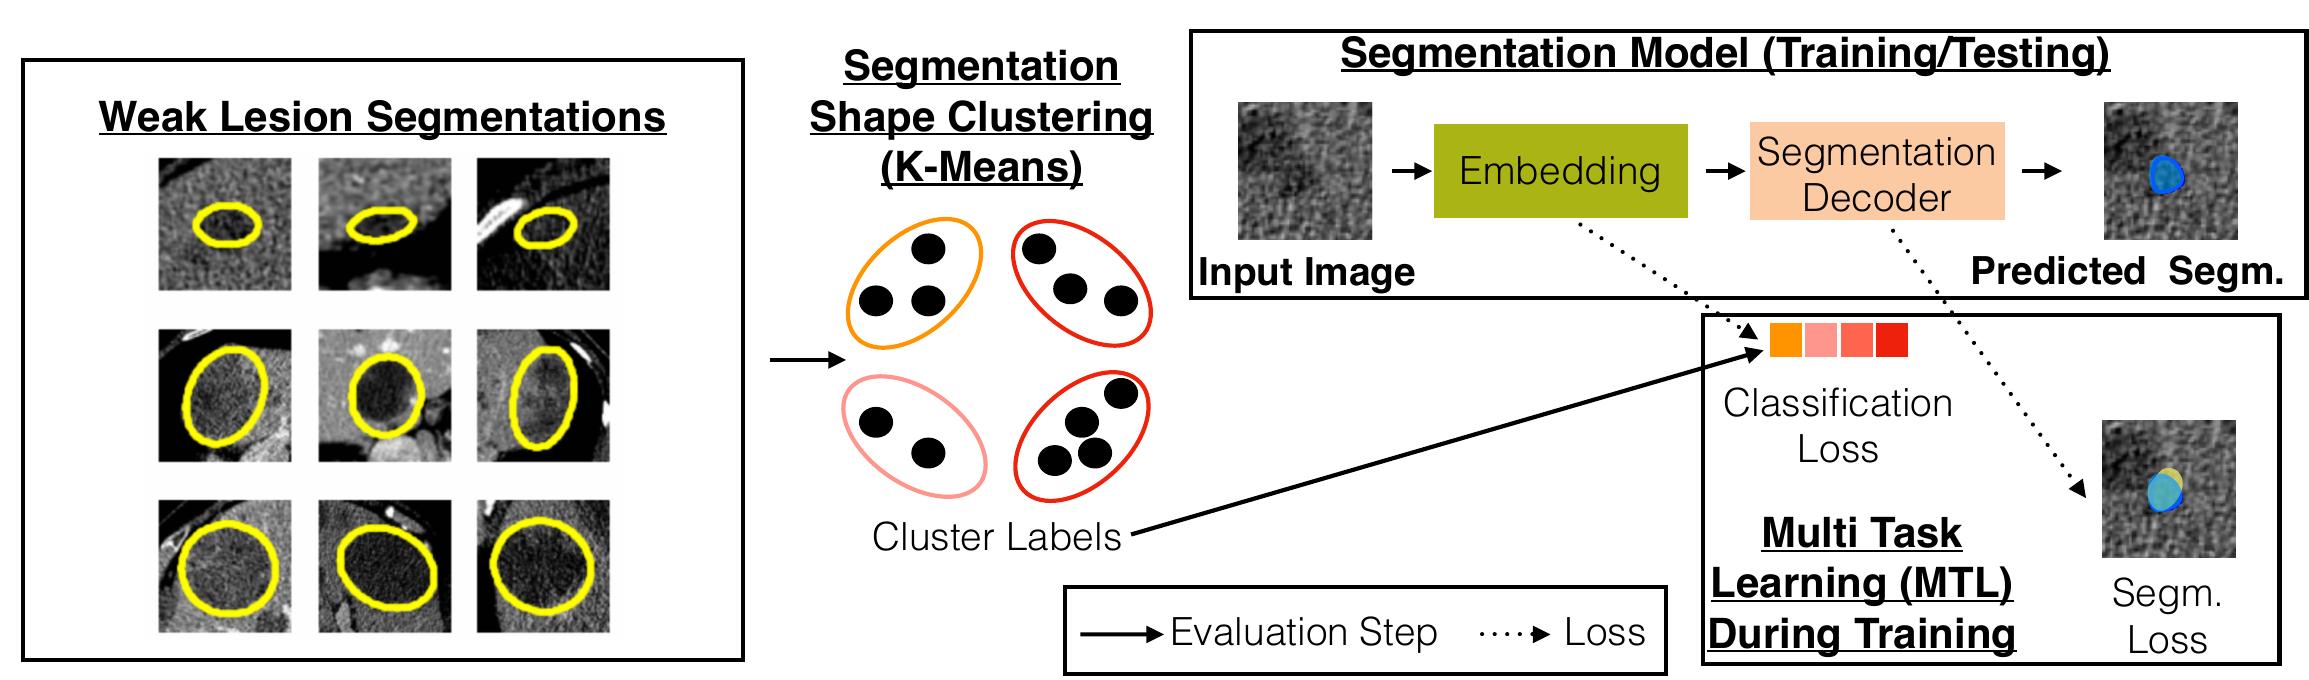 Weak Lesion Segmentations
Segmentation
Shape Clustering
(K-Means)
Cluster Labels
Segmentation Model (Training/Testing)
Input Image
Embedding
Segmentation
Decoder
Predicted Segm.
Classification
Loss
Multi Task
Learning (MTL)
During Training
Segm.
Loss
Evaluation Step
Loss